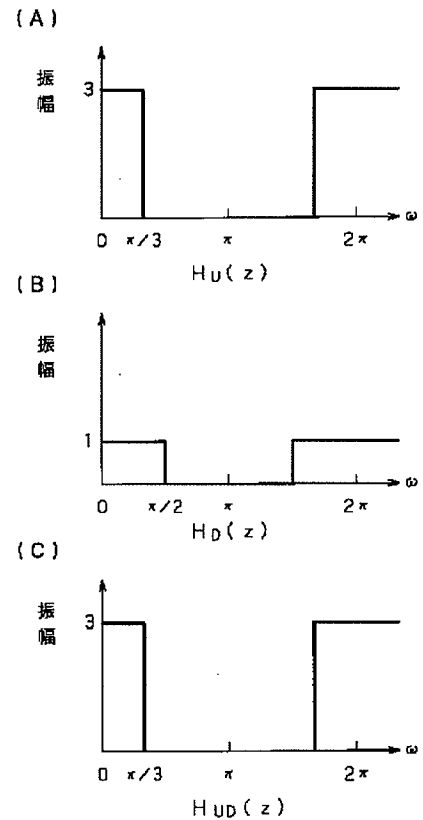 (A)
振幅
3
0 π/3 π 2π ω
H_U(z)
(B)
振幅
1
0 π/2 π 2π ω
H_D(z)
(C)
振幅
3
0 π/3 π 2π ω
H_UD(z)